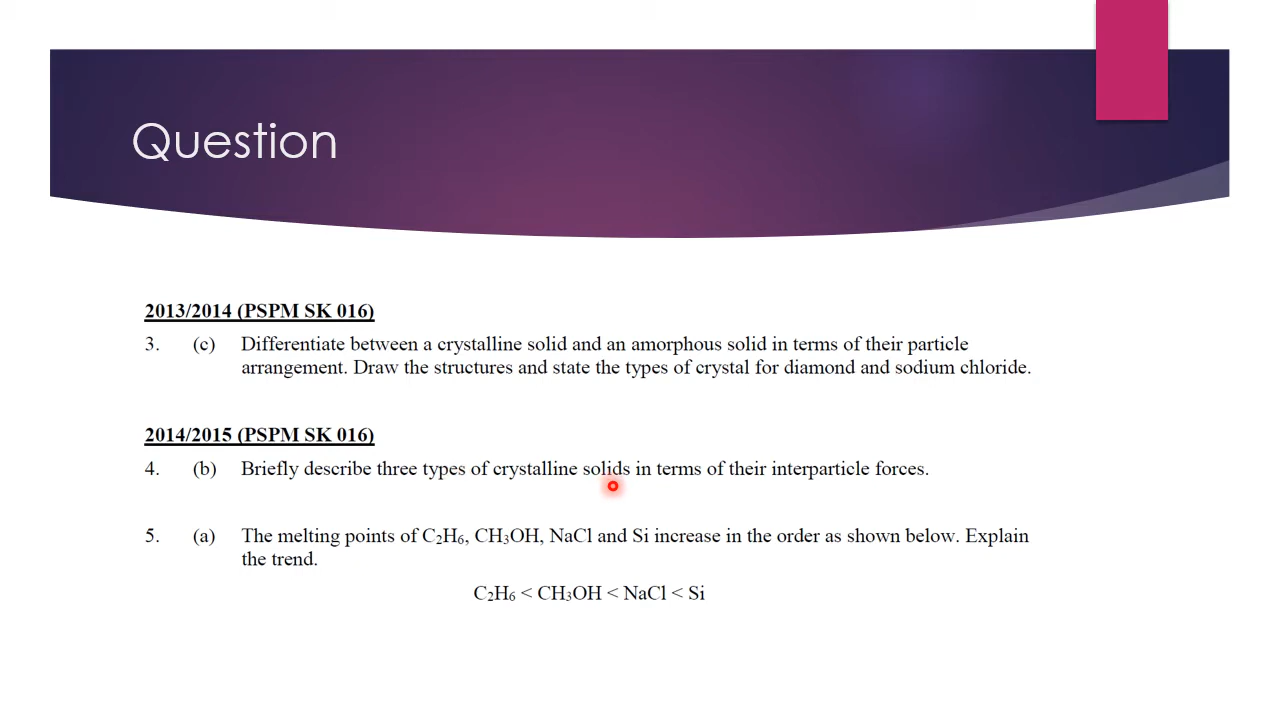 Question
2013/2014 (PSPM SK 016)
3. (c) Differentiate between a crystalline solid and an amorphous solid in terms of their particle
arrangement. Draw the structures and state the types of crystal for diamond and sodium chloride.
2014/2015 (PSPM SK 016)
4. (b) Briefly describe three types of crystalline solids in terms of their interparticle forces.
5. (a) The melting points of C₂H₆, CH₃OH, NaCl and Si increase in the order as shown below. Explain
the trend.
C₂H₆ < CH₃OH < NaCl < Si